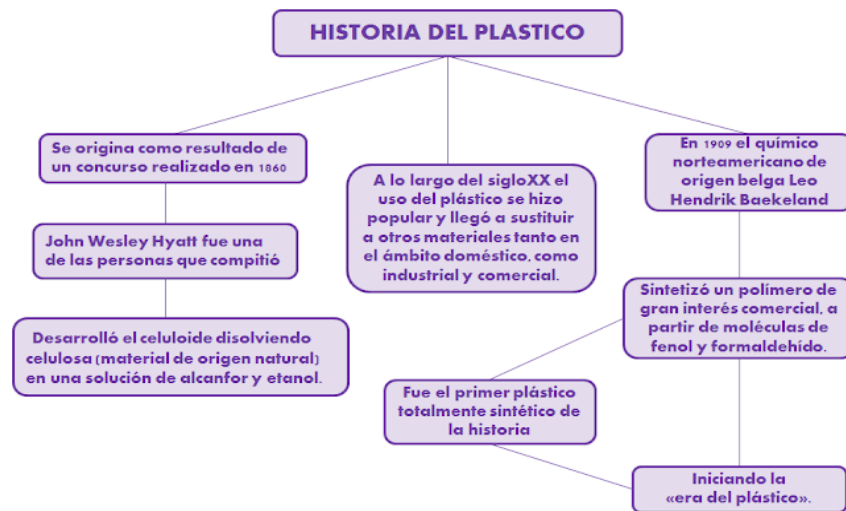 HISTORIA DEL PLASTICO
Se origina como resultado de
un concurso realizado en 1860
John Wesley Hyatt fue una
de las personas que compitió
Desarrolló el celuloide disolviendo
celulosa (material de origen natural)
en una solución de alcanfor y etanol.
A lo largo del sigloXX el
uso del plástico se hizo
popular y llegó a sustituir
a otros materiales tanto en
el ámbito doméstico, como
industrial y comercial.
En 1909 el químico
norteamericano de
origen belga Leo
Hendrik Baekeland
Sintetizó un polímero de
gran interés comercial, a
partir de moléculas de
fenol y formaldehído.
Fue el primer plástico
totalmente sintético de
la historia
Iniciando la
«era del plástico».